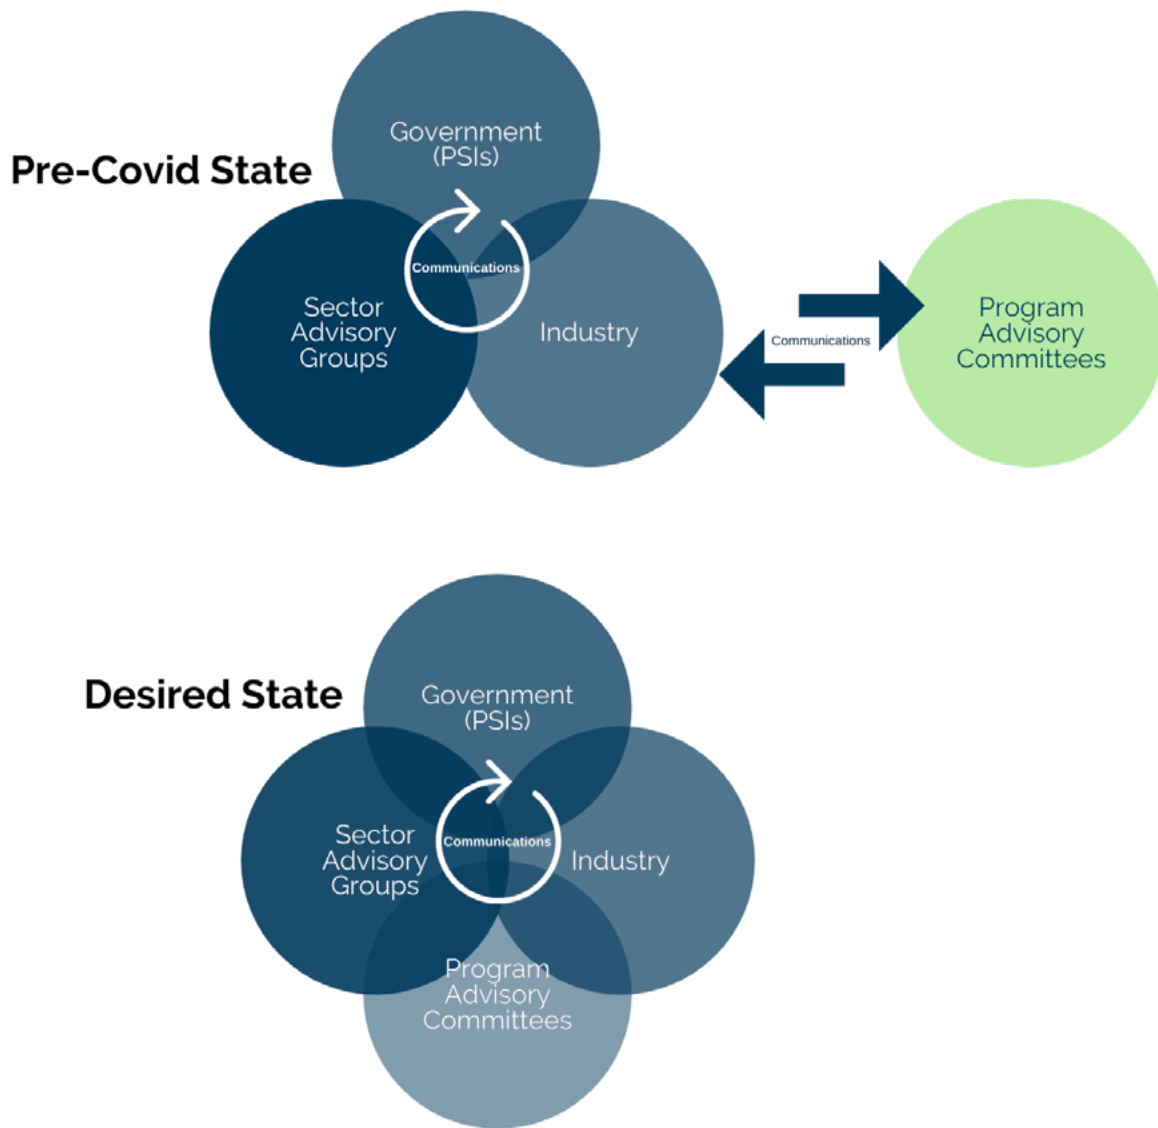 Pre-Covid State
Government
(PSIs)
Communications
Sector
Advisory
Groups
Industry
Communications
Program
Advisory
Committees
Desired State
Government
(PSIs)
Communications
Sector
Advisory
Groups
Industry
Program
Advisory
Committees